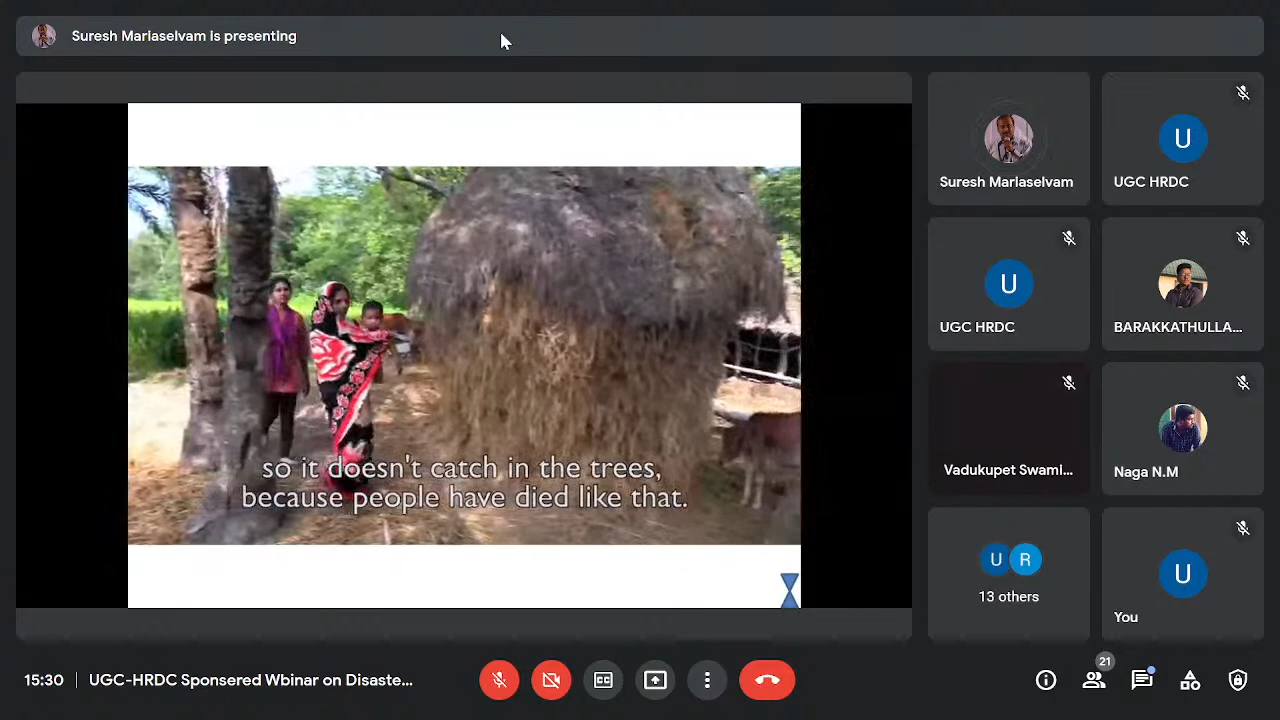 Suresh Mariaselvam is presenting
so it doesn't catch in the trees,
because people have died like that.
Suresh Mariaselvam
U
UGC HRDC
U
UGC HRDC
BARAKKATHULLA...
Vadukupet Swami...
Naga N.M
U R
13 others
U
You
15:30 | UGC-HRDC Sponsered Wbinar on Disaste...
21